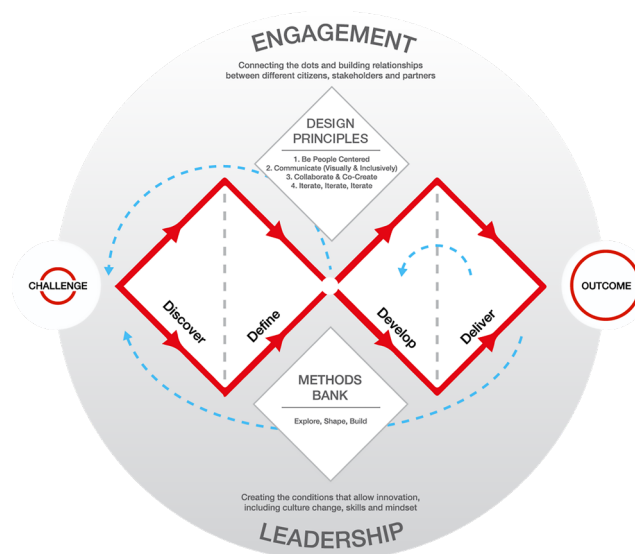 ENGAGEMENT
Connecting the dots and building relationships
between different citizens, stakeholders and partners
DESIGN
PRINCIPLES
1. Be People Centered
2. Communicate (Visually & Inclusively)
3. Collaborate & Co-Create
4. Iterate, Iterate, Iterate
CHALLENGE
OUTCOME
Discover
Define
Develop
Deliver
METHODS
BANK
Explore, Shape, Build
Creating the conditions that allow innovation,
including culture change, skills and mindset
LEADERSHIP